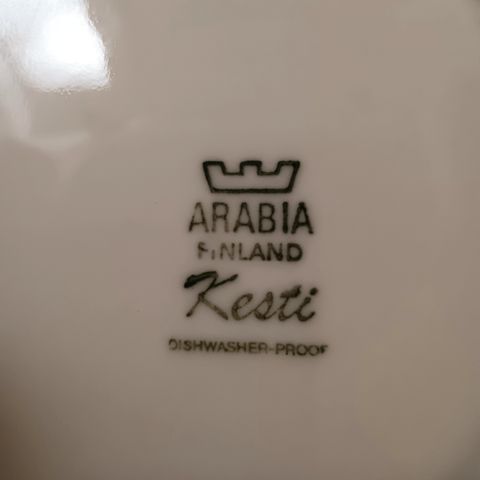 ARABIA
FINLAND
Kesti
DISHWASHER-PROOF